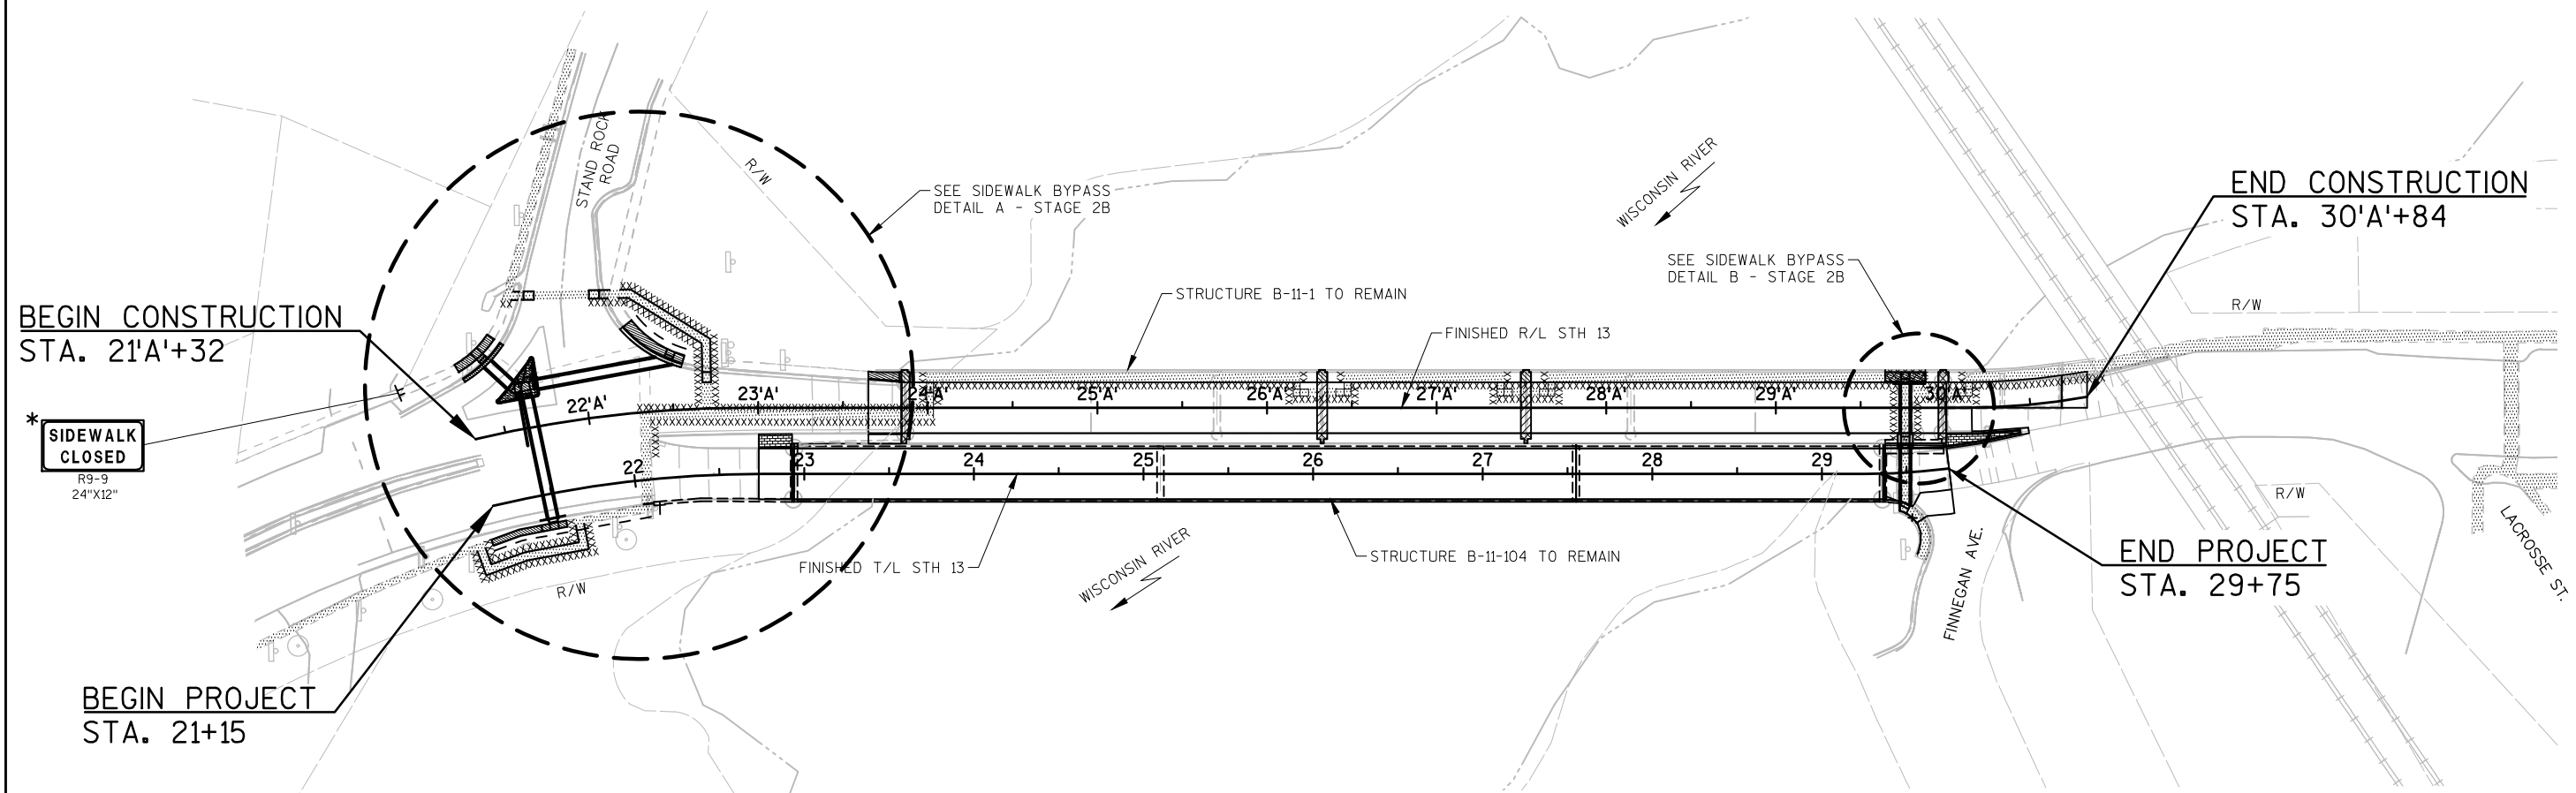 STAND ROCK
ROAD
R/W
SEE SIDEWALK BYPASS
DETAIL A - STAGE 2B
WISCONSIN RIVER
END CONSTRUCTION
STA. 30'A'+84
SEE SIDEWALK BYPASS
DETAIL B - STAGE 2B
STRUCTURE B-11-1 TO REMAIN
R/W
BEGIN CONSTRUCTION
STA. 21'A'+32
FINISHED R/L STH 13
22'A'
23'A'
24'A'
25'A'
26'A'
27'A'
28'A'
29'A'
30'A'
*
SIDEWALK
CLOSED
R9-9
24"X12"
22
23
24
25
26
27
28
29
R/W
LACROSSE ST.
FINISHED T/L STH 13
WISCONSIN RIVER
STRUCTURE B-11-104 TO REMAIN
FINNEGAN AVE.
END PROJECT
STA. 29+75
R/W
BEGIN PROJECT
STA. 21+15